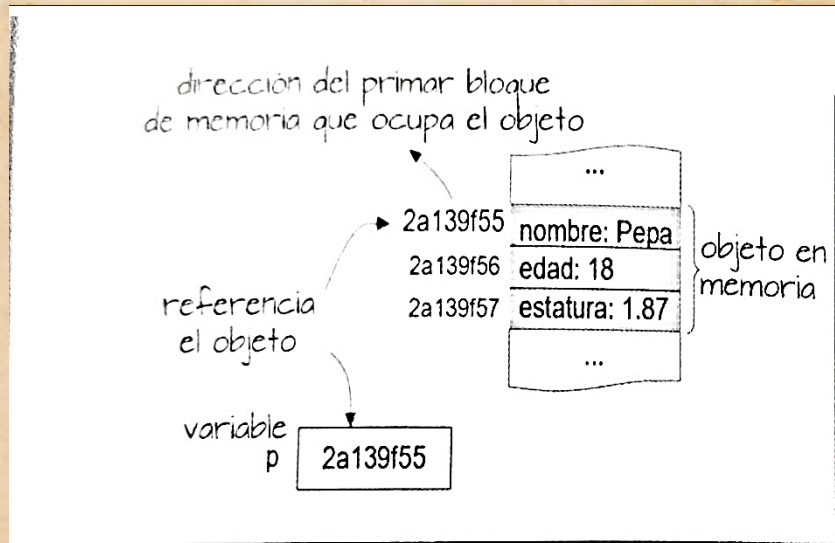 dirección del primar bloque
de memoria que ocupa el objeto
...
2a139f55 nombre: Pepa
2a139f56 edad: 18
2a139f57 estatura: 1.87
...
objeto en
memoria
referencia
el objeto
variable
p
2a139f55